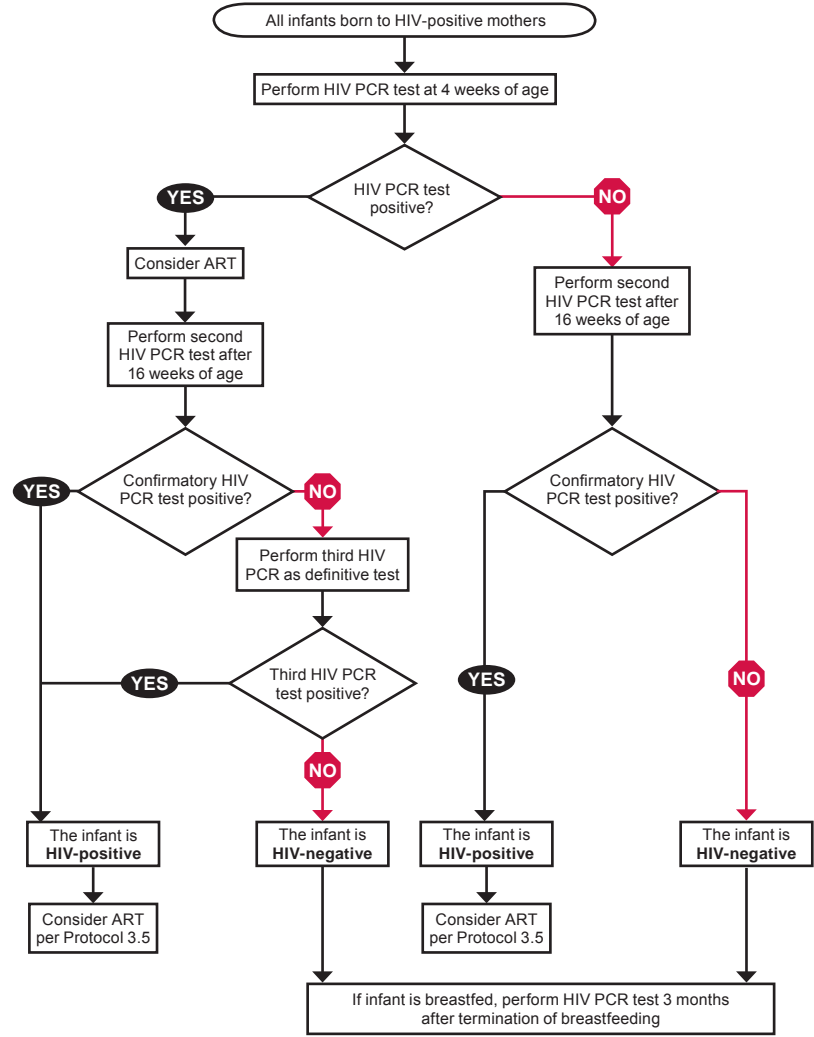 All infants born to HIV-positive mothers
Perform HIV PCR test at 4 weeks of age
HIV PCR test
positive?
YES
NO
Consider ART
Perform second
HIV PCR test after
16 weeks of age
Perform second
HIV PCR test after
16 weeks of age
Confirmatory HIV
PCR test positive?
YES
NO
Confirmatory HIV
PCR test positive?
Perform third HIV
PCR as definitive test
Third HIV PCR
test positive?
YES
YES
NO
NO
The infant is
HIV-positive
The infant is
HIV-negative
The infant is
HIV-positive
The infant is
HIV-negative
Consider ART
per Protocol 3.5
Consider ART
per Protocol 3.5
If infant is breastfed, perform HIV PCR test 3 months
after termination of breastfeeding